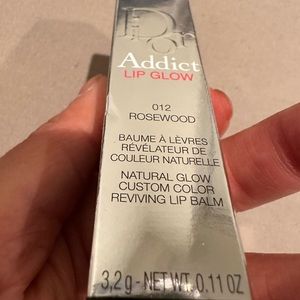 Dior
Addict
LIP GLOW
012
ROSEWOOD
BAUME À LÈVRES
RÉVÉLATEUR DE
COULEUR NATURELLE
NATURAL GLOW
CUSTOM COLOR
REVIVING LIP BALM
3,2g - NET WT. 0.11 OZ